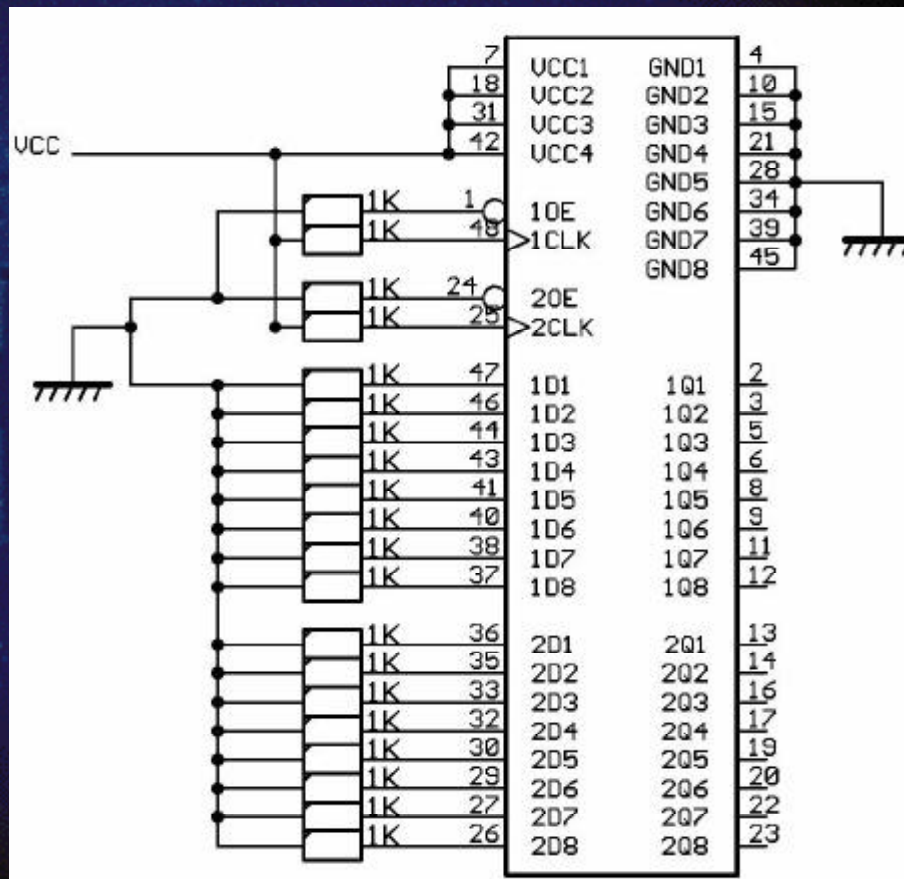 7 VCC1 GND1 4
18 VCC2 GND2 10
31 VCC3 GND3 15
VCC 42 VCC4 GND4 21
GND5 28
1K 1 1OE GND6 34
1K 48 1CLK GND7 39
GND8 45
1K 24 2OE
1K 25 2CLK
1K 47 1D1 1Q1 2
1K 46 1D2 1Q2 3
1K 44 1D3 1Q3 5
1K 43 1D4 1Q4 6
1K 41 1D5 1Q5 8
1K 40 1D6 1Q6 9
1K 38 1D7 1Q7 11
1K 37 1D8 1Q8 12
1K 36 2D1 2Q1 13
1K 35 2D2 2Q2 14
1K 33 2D3 2Q3 16
1K 32 2D4 2Q4 17
1K 30 2D5 2Q5 19
1K 29 2D6 2Q6 20
1K 27 2D7 2Q7 22
1K 26 2D8 2Q8 23